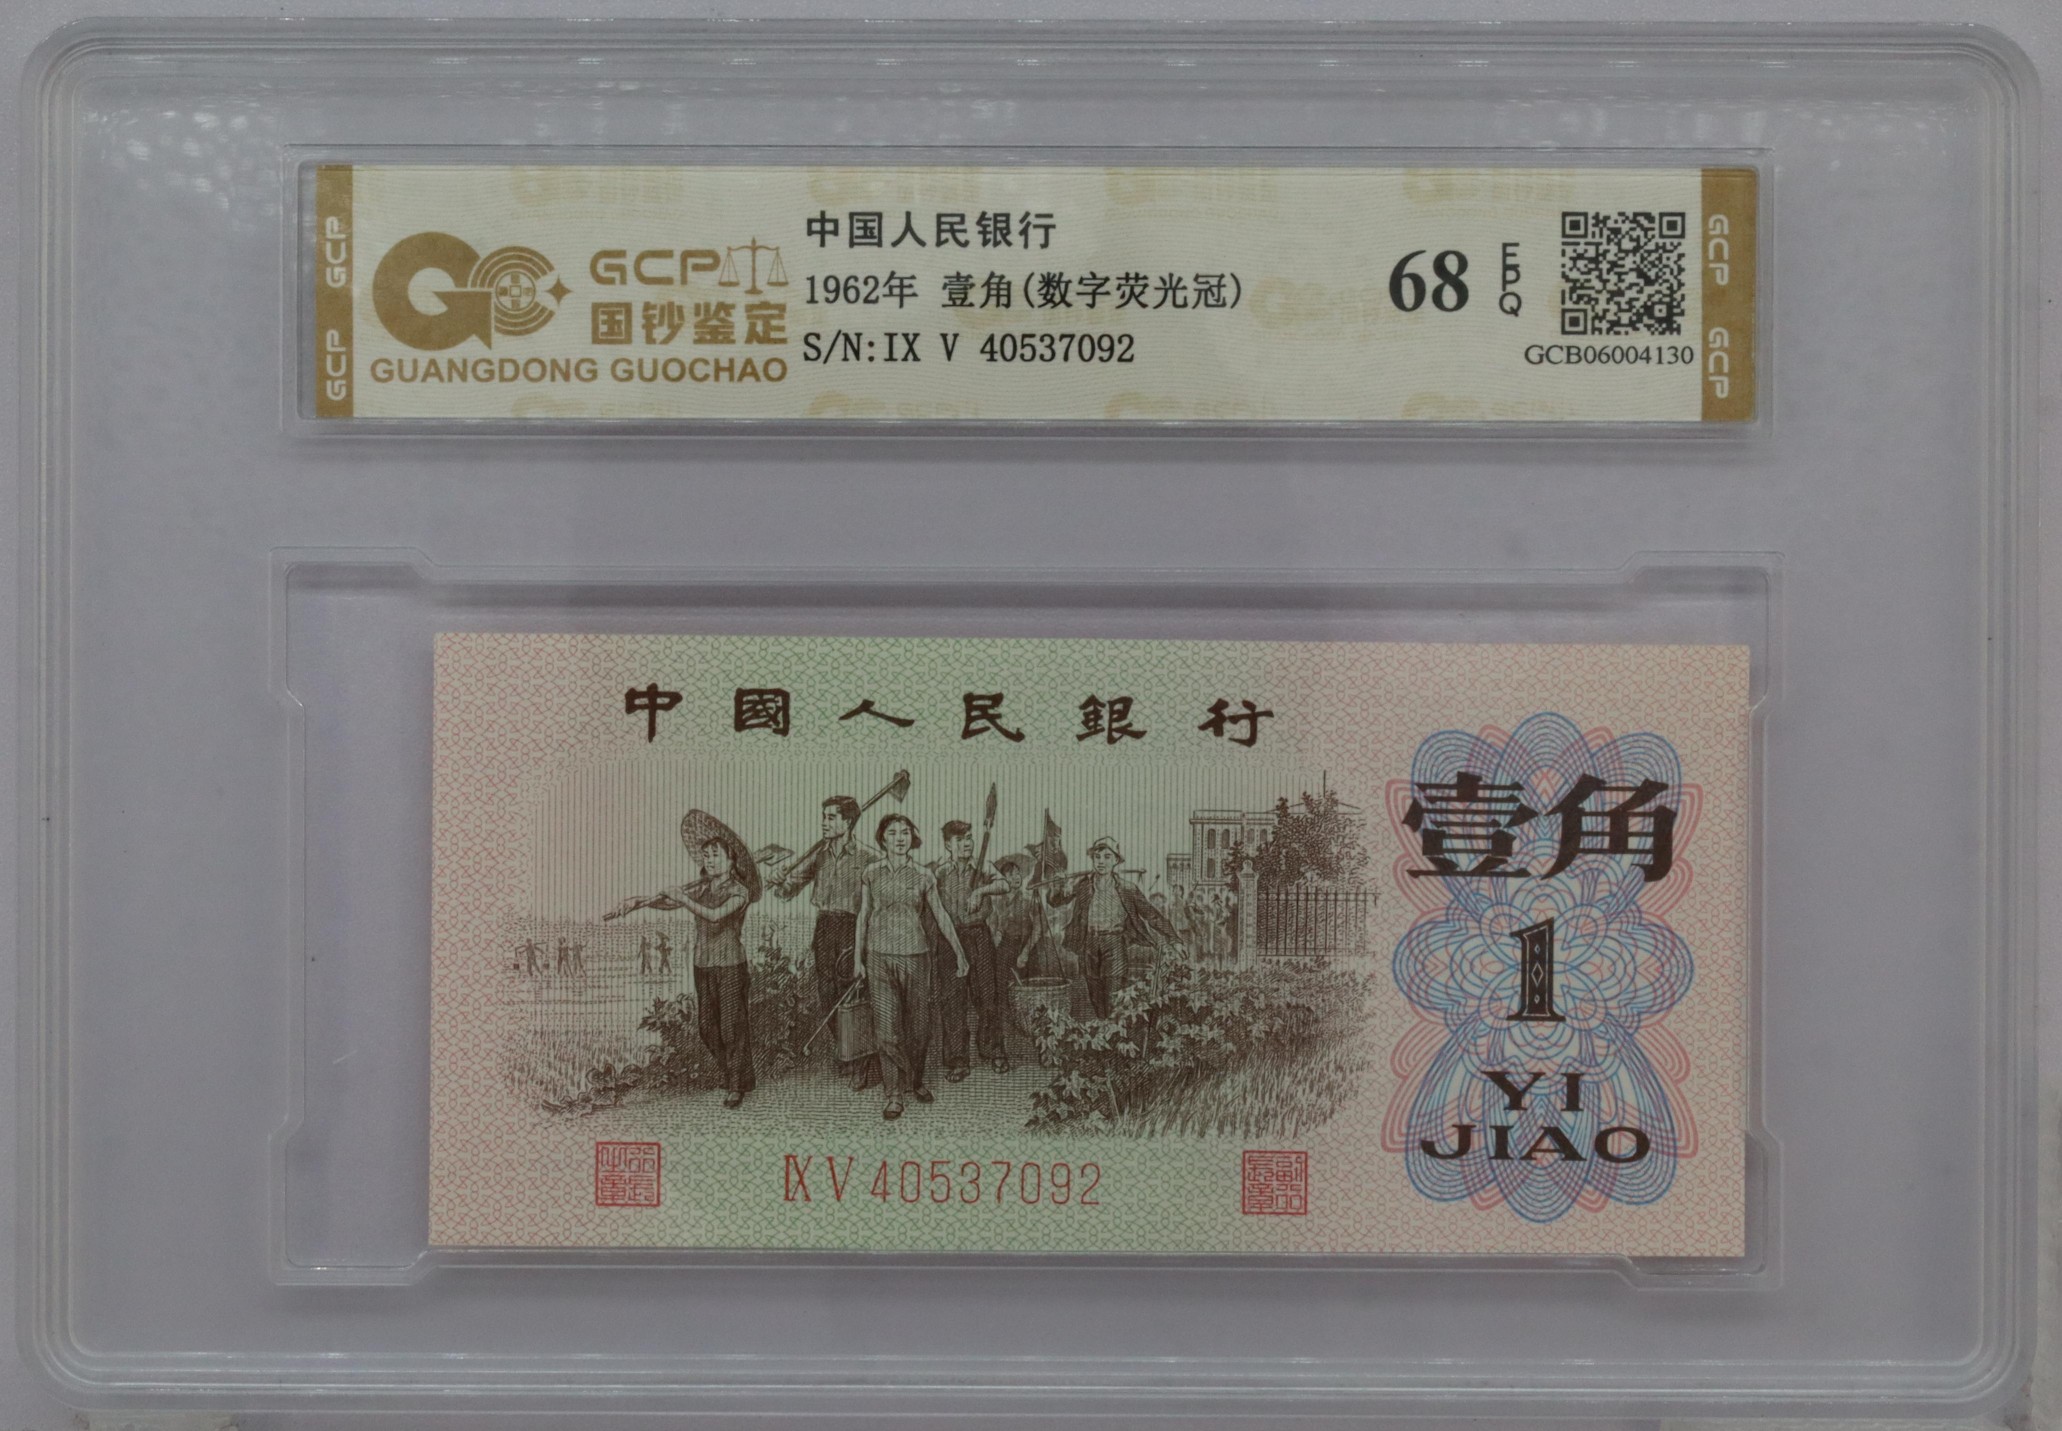 GCP
GCP
GCP
国钞鉴定
GUANGDONG GUOCHAO
中国人民银行
1962年 壹角(数字荧光冠)
S/N:IX V 40537092
68
EPQ
GCB06004130
GCP
GCP
中國人民銀行
壹角
1
YI
JIAO
IX V 40537092